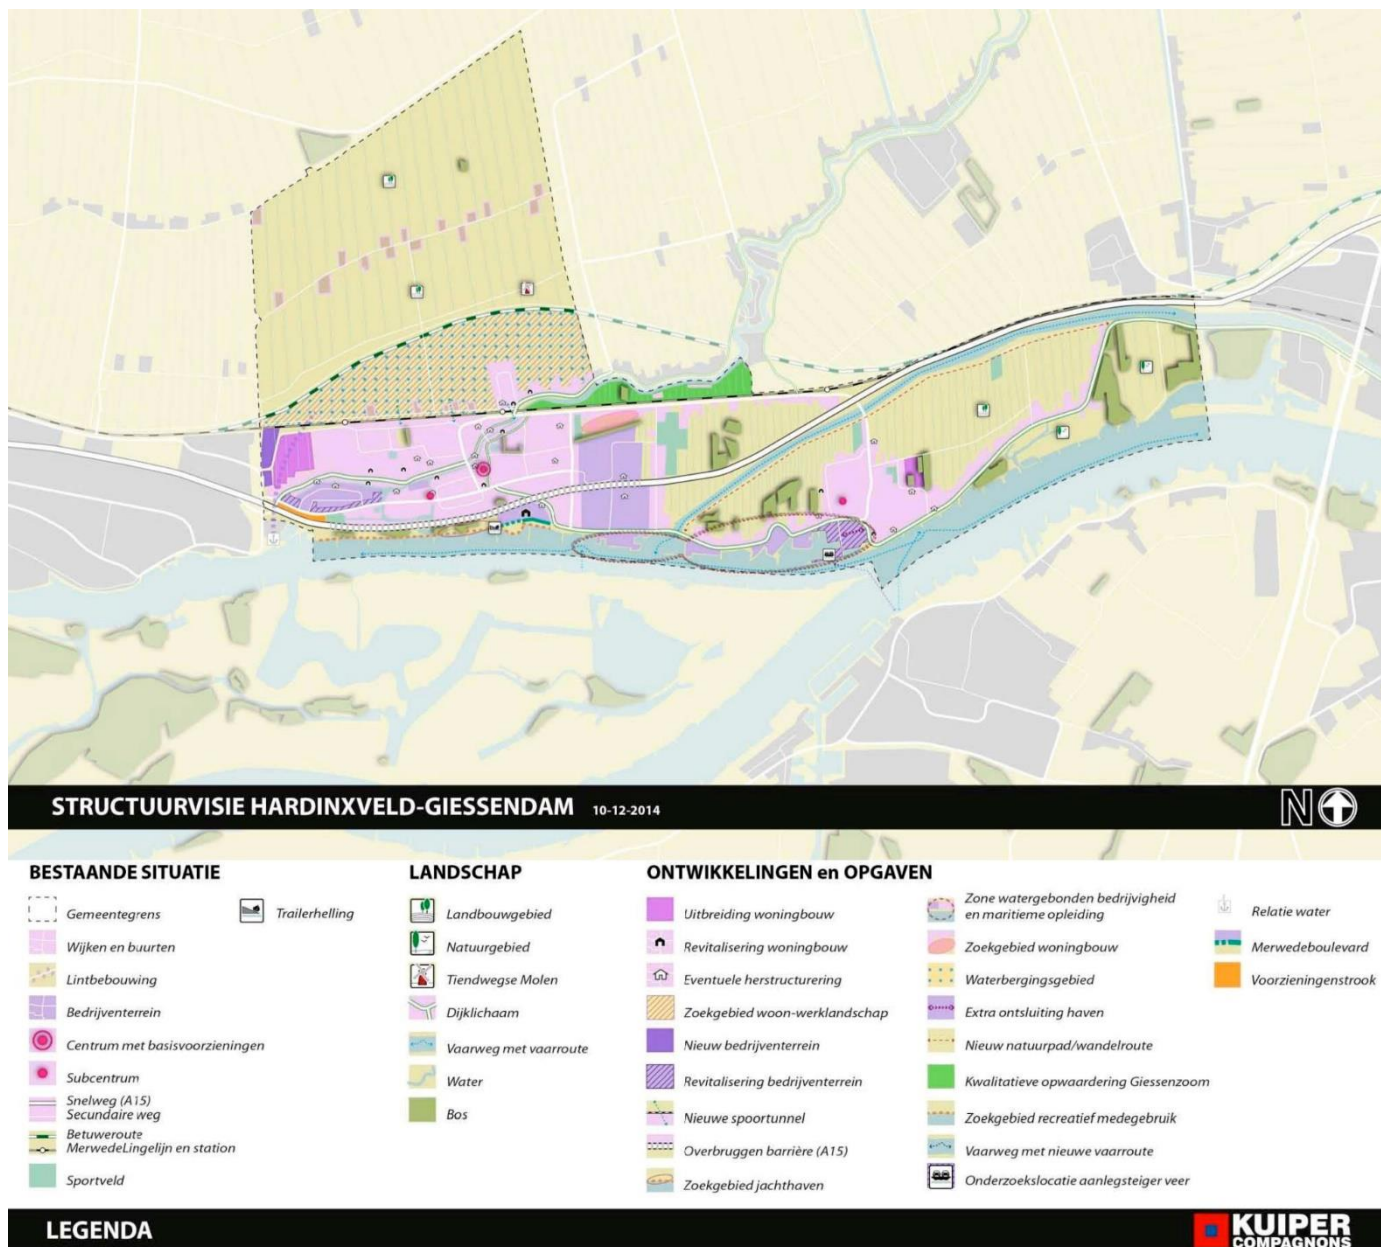 STRUCTUURVISIE HARDINXVELD-GIESSENDAM 10-12-2014
N
BESTAANDE SITUATIE
Gemeentegrens
Wijken en buurten
Lintbebouwing
Bedrijventerrein
Centrum met basisvoorzieningen
Subcentrum
Snelweg (A15)
Secundaire weg
Betuweroute
MerwedeLingelijn en station
Sportveld
Trailerhelling
LANDSCHAP
Landbouwgebied
Natuurgebied
Tiendwegse Molen
Dijklichaam
Vaarweg met vaarroute
Water
Bos
ONTWIKKELINGEN en OPGAVEN
Uitbreiding woningbouw
Revitalisering woningbouw
Eventuele herstructurering
Zoekgebied woon-werklandschap
Nieuw bedrijventerrein
Revitalisering bedrijventerrein
Nieuwe spoortunnel
Overbruggen barrière (A15)
Zoekgebied jachthaven
Zone watergebonden bedrijvigheid
en maritieme opleiding
Zoekgebied woningbouw
Waterbergingsgebied
Extra ontsluiting haven
Nieuw natuurpad/wandelroute
Kwalitatieve opwaardering Giessenzoom
Zoekgebied recreatief medegebruik
Vaarweg met nieuwe vaarroute
Onderzoekslocatie aanlegsteiger veer
Relatie water
Merwedeboulevard
Voorzieningenstrook
LEGENDA
KUIPER
COMPAGNONS